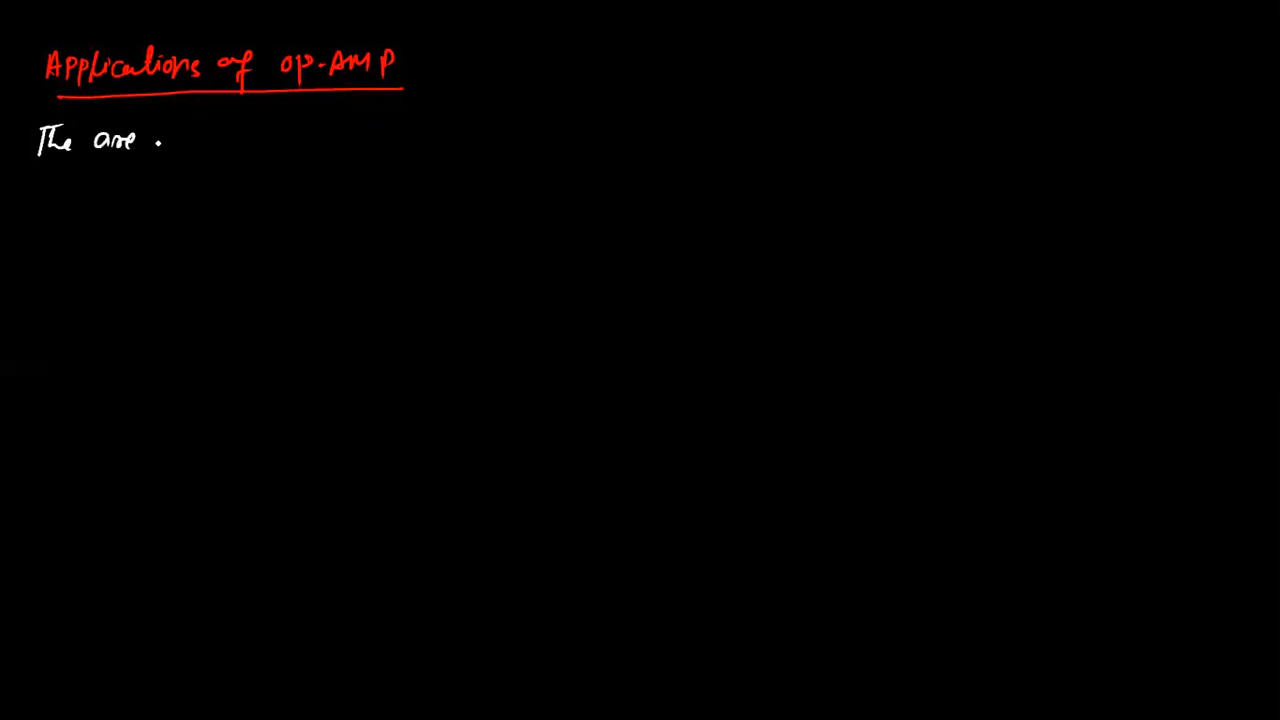 Applications of OP-AMP
The are .